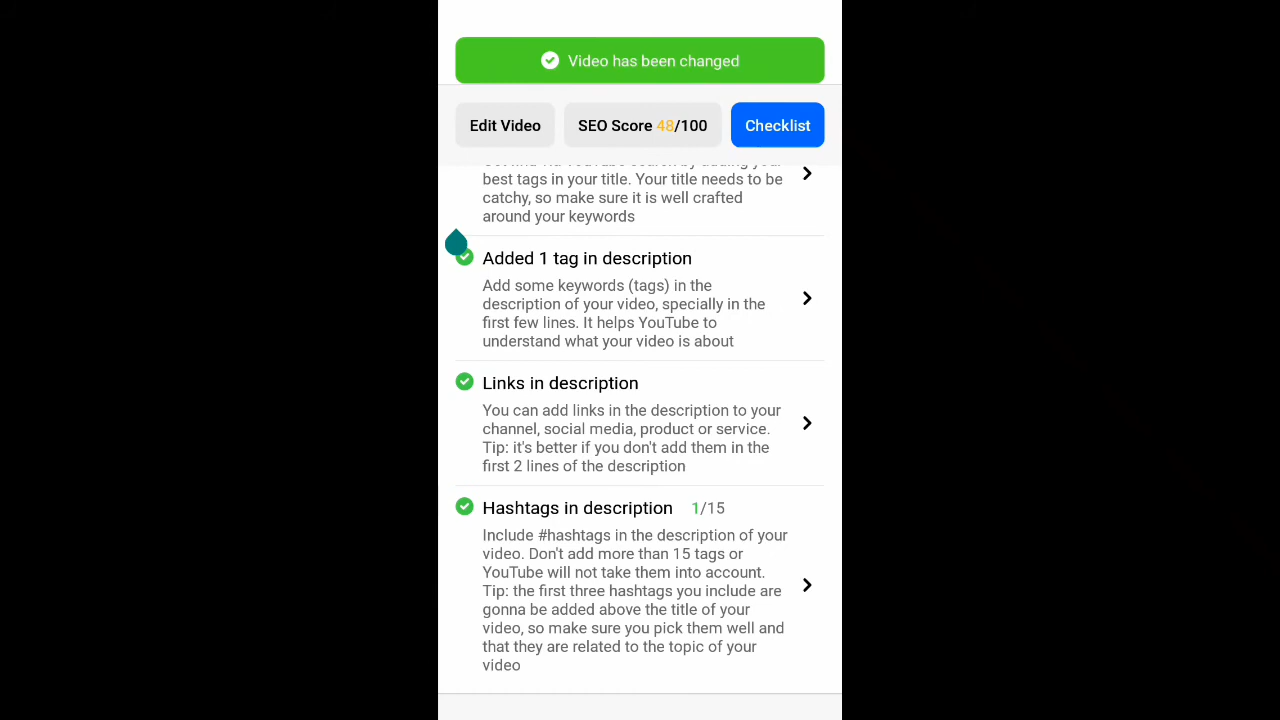 Video has been changed
Edit Video
SEO Score 48/100
Checklist
best tags in your title. Your title needs to be
catchy, so make sure it is well crafted
around your keywords
Added 1 tag in description
Add some keywords (tags) in the
description of your video, specially in the
first few lines. It helps YouTube to
understand what your video is about
Links in description
You can add links in the description to your
channel, social media, product or service.
Tip: it's better if you don't add them in the
first 2 lines of the description
Hashtags in description 1/15
Include #hashtags in the description of your
video. Don't add more than 15 tags or
YouTube will not take them into account.
Tip: the first three hashtags you include are
gonna be added above the title of your
video, so make sure you pick them well and
that they are related to the topic of your
video